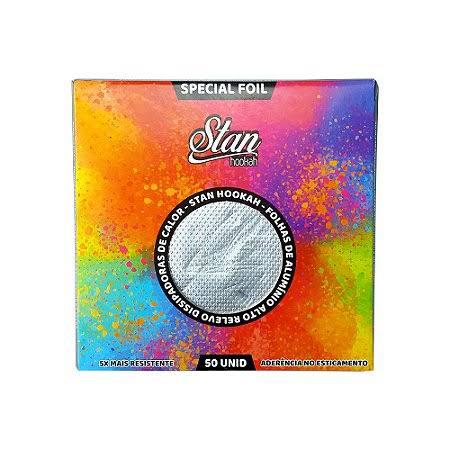 SPECIAL FOIL
Stan
hookah
STAN HOOKAH - FOLHAS DE ALUMÍNIO ALTO RELEVO DISSIPADORAS DE CALOR -
5X MAIS RESISTENTE
50 UNID
ADERÊNCIA NO ESTICAMENTO